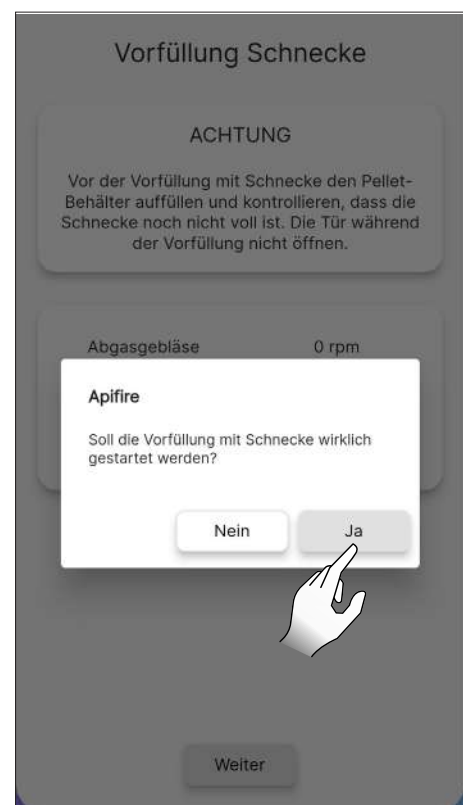 Vorfüllung Schnecke
ACHTUNG
Vor der Vorfüllung mit Schnecke den Pellet-
Behälter auffüllen und kontrollieren, dass die
Schnecke noch nicht voll ist. Die Tür während
der Vorfüllung nicht öffnen.
Abgasgebläse 0 rpm
Apifire
Soll die Vorfüllung mit Schnecke wirklich
gestartet werden?
Nein Ja
Weiter